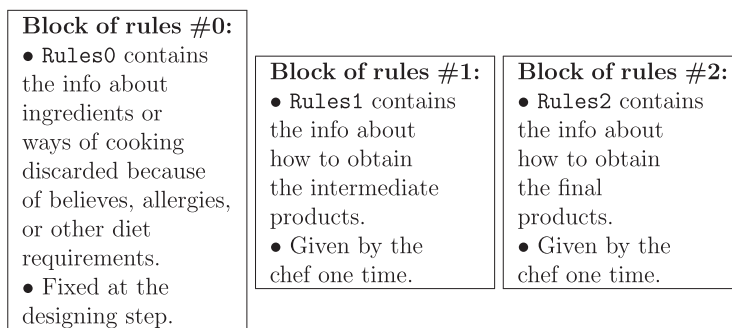 Block of rules #0:
• Rules0 contains
the info about
ingredients or
ways of cooking
discarded because
of believes, allergies,
or other diet
requirements.
• Fixed at the
designing step.
Block of rules #1:
• Rules1 contains
the info about
how to obtain
the intermediate
products.
• Given by the
chef one time.
Block of rules #2:
• Rules2 contains
the info about
how to obtain
the final
products.
• Given by the
chef one time.